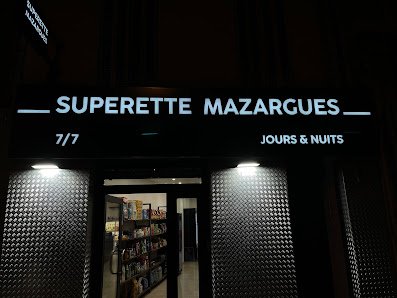 SUPERETTE
MAZARGUES
SUPERETTE MAZARGUES
7/7
JOURS & NUITS